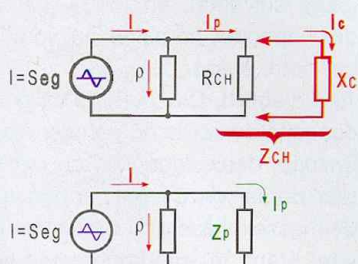 I Ip Ic
I=Seg ρ RCH XC
ZCH
I Ip
I=Seg ρ Zp